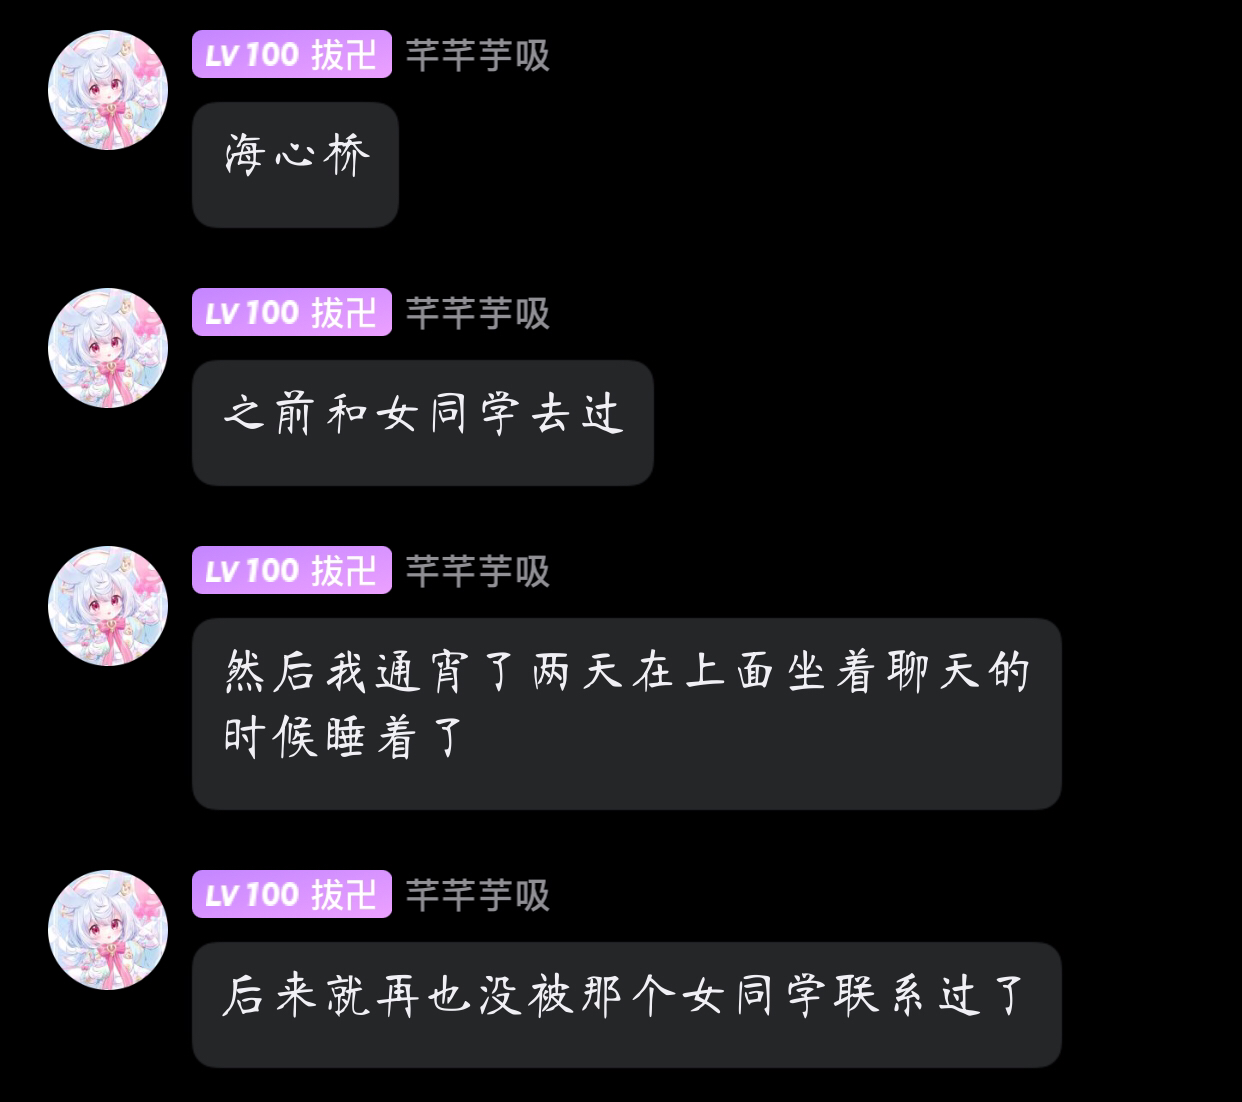 LV 100 拔卍 芊芊芋吸
海心桥
LV 100 拔卍 芊芊芋吸
之前和女同学去过
LV 100 拔卍 芊芊芋吸
然后我通宵了两天在上面坐着聊天的
时候睡着了
LV 100 拔卍 芊芊芋吸
后来就再也没被那个女同学联系过了